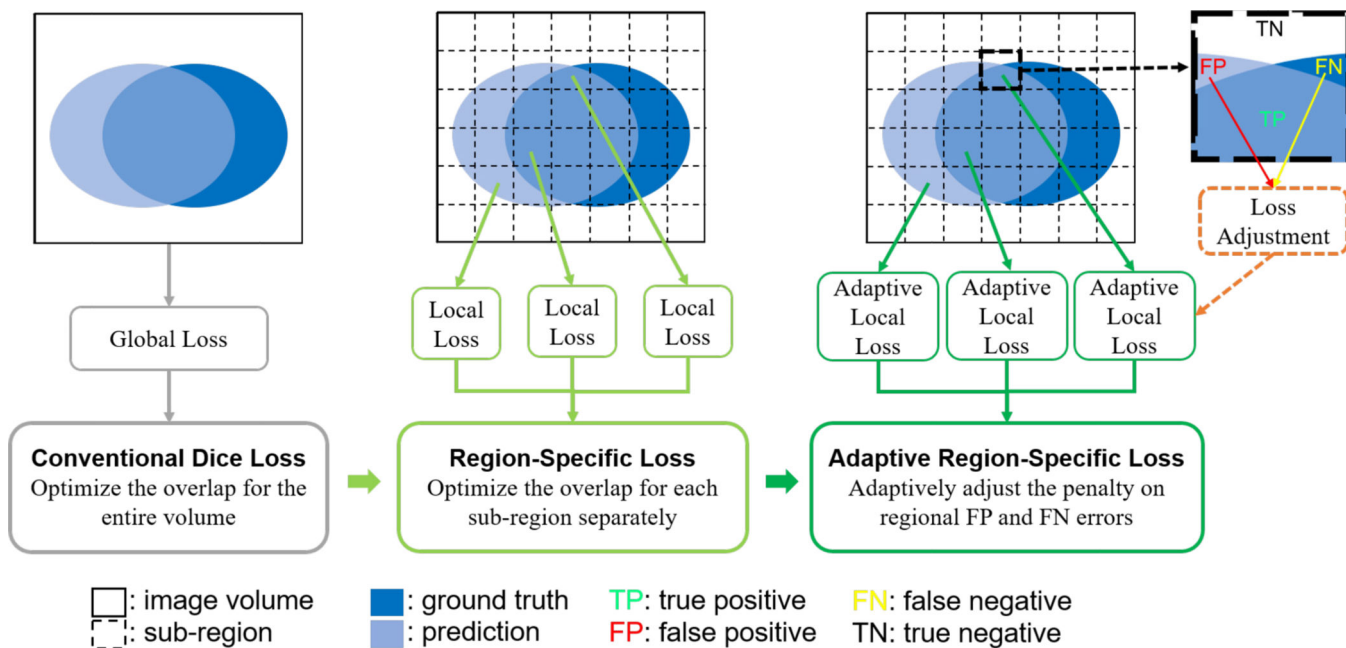 TN
FP
FN
TP
Loss
Adjustment
Global Loss
Local
Loss
Local
Loss
Local
Loss
Adaptive
Local
Loss
Adaptive
Local
Loss
Adaptive
Local
Loss
Conventional Dice Loss
Optimize the overlap for the
entire volume
Region-Specific Loss
Optimize the overlap for each
sub-region separately
Adaptive Region-Specific Loss
Adaptively adjust the penalty on
regional FP and FN errors
: image volume
: sub-region
: ground truth
: prediction
TP: true positive
FP: false positive
FN: false negative
TN: true negative